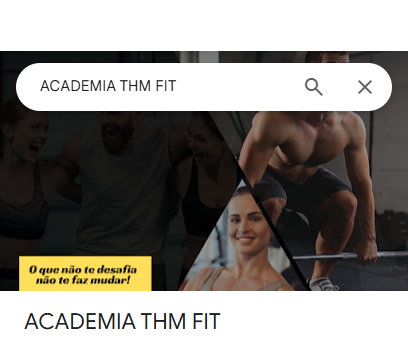 ACADEMIA THM FIT
O que não te desafia
não te faz mudar!
ACADEMIA THM FIT